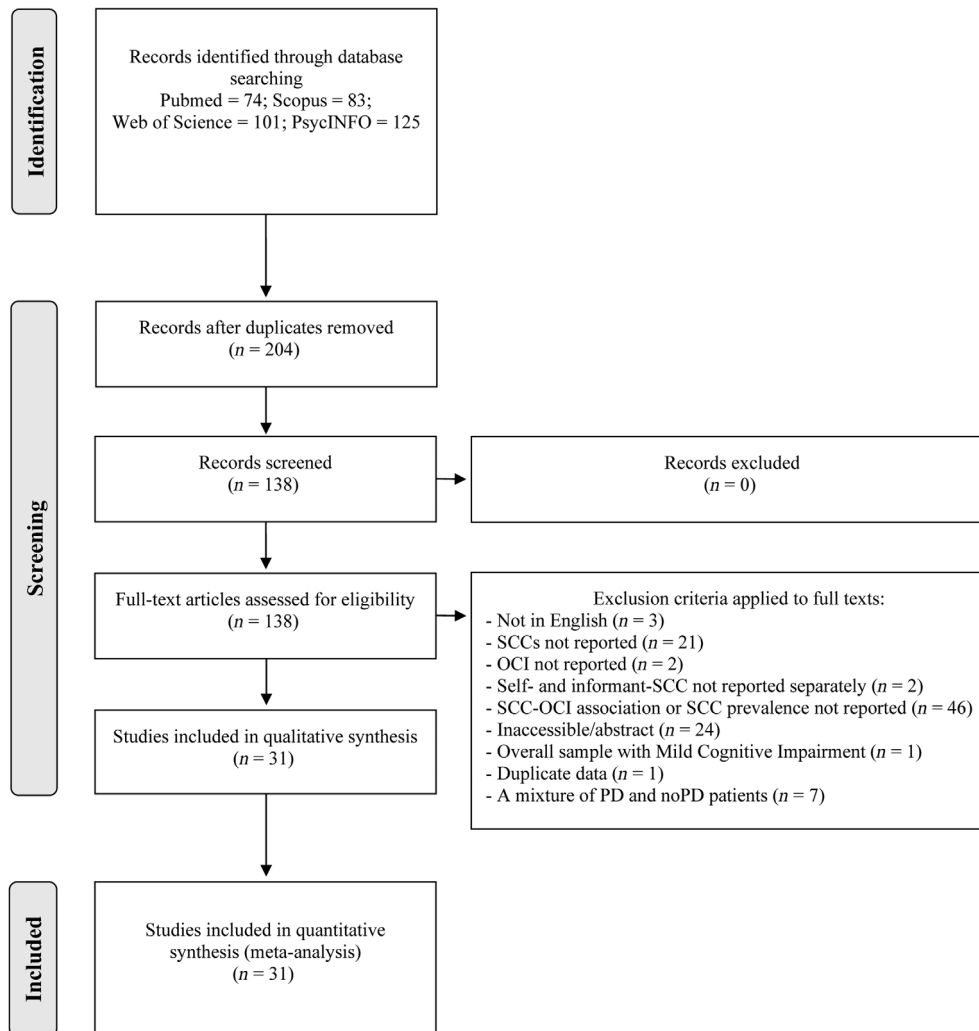 Identification
Records identified through database
searching
Pubmed = 74; Scopus = 83;
Web of Science = 101; PsycINFO = 125
Screening
Records after duplicates removed
(n = 204)
Records screened
(n = 138)
Records excluded
(n = 0)
Full-text articles assessed for eligibility
(n = 138)
Exclusion criteria applied to full texts:
- Not in English (n = 3)
- SCCs not reported (n = 21)
- OCI not reported (n = 2)
- Self- and informant-SCC not reported separately (n = 2)
- SCC-OCI association or SCC prevalence not reported (n = 46)
- Inaccessible/abstract (n = 24)
- Overall sample with Mild Cognitive Impairment (n = 1)
- Duplicate data (n = 1)
- A mixture of PD and noPD patients (n = 7)
Studies included in qualitative synthesis
(n = 31)
Included
Studies included in quantitative
synthesis (meta-analysis)
(n = 31)